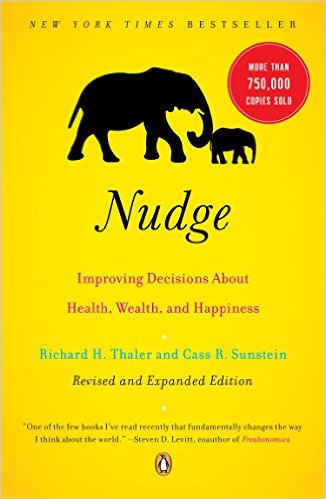 NEW YORK TIMES BESTSELLER
MORE THAN
750,000
COPIES SOLD
Nudge
Improving Decisions About
Health, Wealth, and Happiness
Richard H. Thaler and Cass R. Sunstein
Revised and Expanded Edition
"One of the few books I've read recently that fundamentally changes the way
I think about the world."—Steven D. Levitt, coauthor of Freakonomics